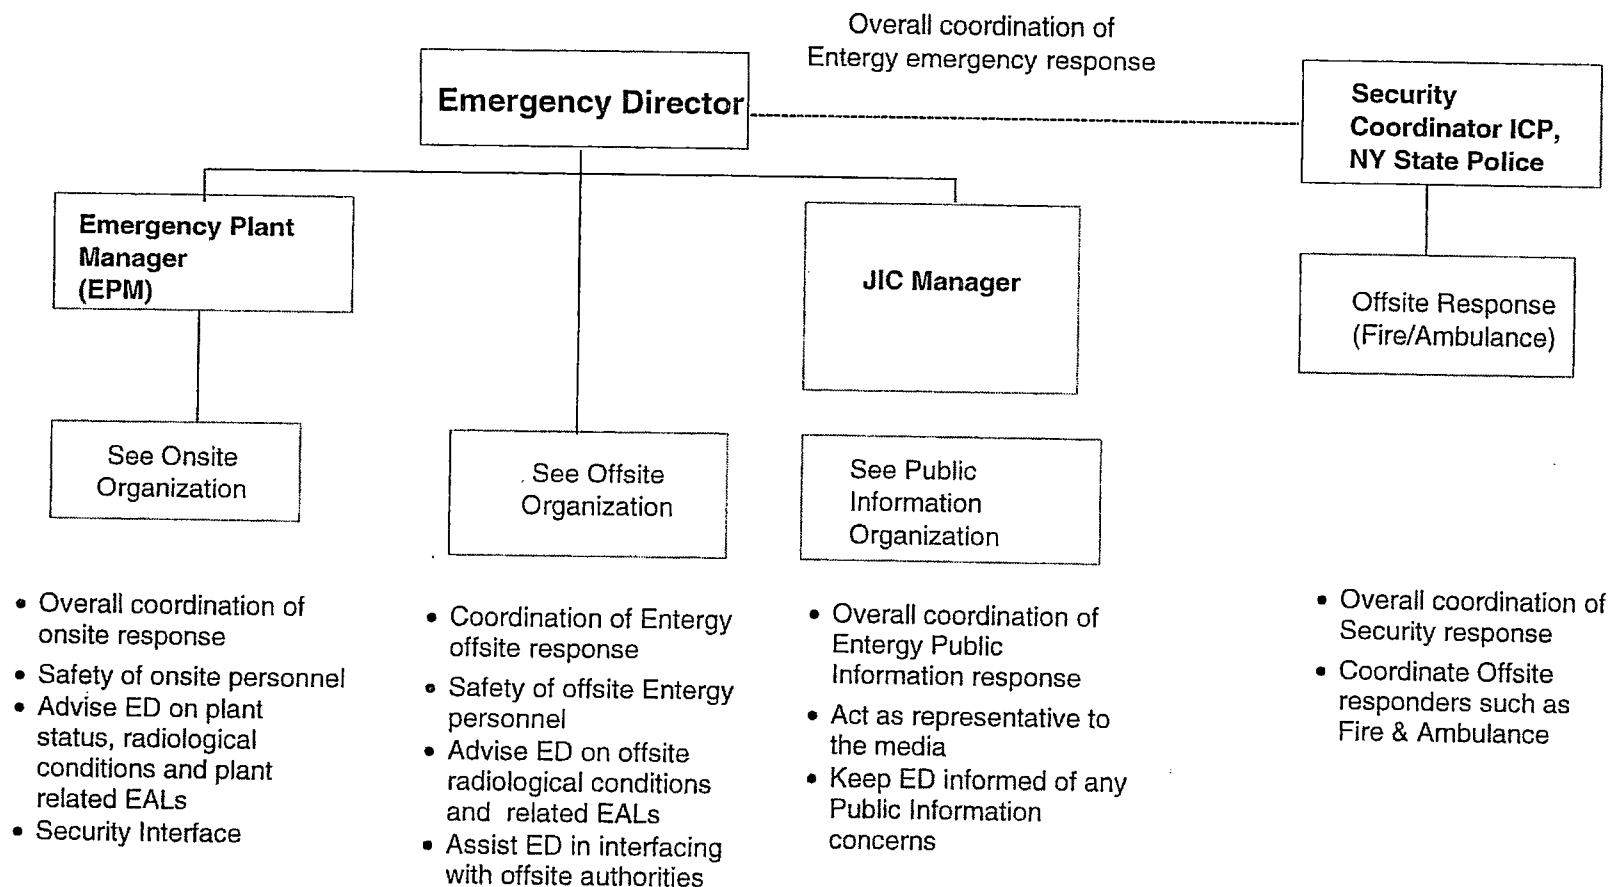 Overall coordination of
Entergy emergency response
Emergency Director
Security
Coordinator ICP,
NY State Police
Emergency Plant
Manager
(EPM)
JIC Manager
Offsite Response
(Fire/Ambulance)
See Onsite
Organization
See Offsite
Organization
See Public
Information
Organization
• Overall coordination of
onsite response
• Safety of onsite personnel
• Advise ED on plant
status, radiological
conditions and plant
related EALs
• Security Interface
• Coordination of Entergy
offsite response
• Safety of offsite Entergy
personnel
• Advise ED on offsite
radiological conditions
and related EALs
• Assist ED in interfacing
with offsite authorities
• Overall coordination of
Entergy Public
Information response
• Act as representative to
the media
• Keep ED informed of any
Public Information
concerns
• Overall coordination of
Security response
• Coordinate Offsite
responders such as
Fire & Ambulance